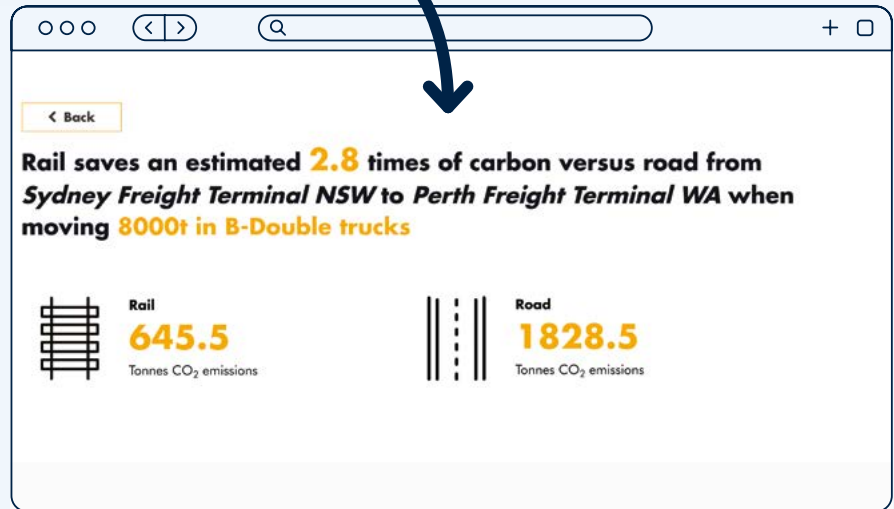 < Back
Rail saves an estimated 2.8 times of carbon versus road from
Sydney Freight Terminal NSW to Perth Freight Terminal WA when
moving 8000t in B-Double trucks
Rail
645.5
Tonnes CO₂ emissions
Road
1828.5
Tonnes CO₂ emissions